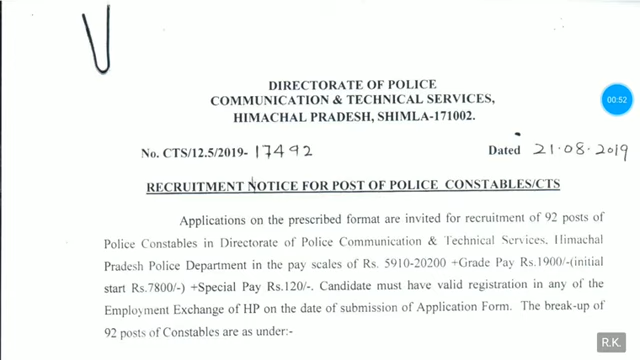 DIRECTORATE OF POLICE
COMMUNICATION & TECHNICAL SERVICES,
HIMACHAL PRADESH, SHIMLA-171002.
00:52
No. CTS/12.5/2019- 17492 Dated 21.08.2019
RECRUITMENT NOTICE FOR POST OF POLICE CONSTABLES/CTS
Applications on the prescribed format are invited for recruitment of 92 posts of
Police Constables in Directorate of Police Communication & Technical Services, Himachal
Pradesh Police Department in the pay scales of Rs. 5910-20200 +Grade Pay Rs.1900/-(initial
start Rs.7800/-) +Special Pay Rs.120/-. Candidate must have valid registration in any of the
Employment Exchange of HP on the date of submission of Application Form. The break-up of
92 posts of Constables are as under:-
R.K.